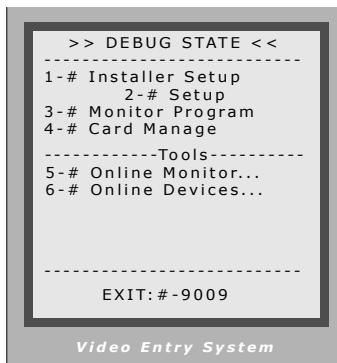 >> DEBUG STATE <<
---------------------------
1-# Installer Setup
2-# Setup
3-# Monitor Program
4-# Card Manage
------------Tools----------
5-# Online Monitor...
6-# Online Devices...
---------------------------
EXIT:#-9009
Video Entry System